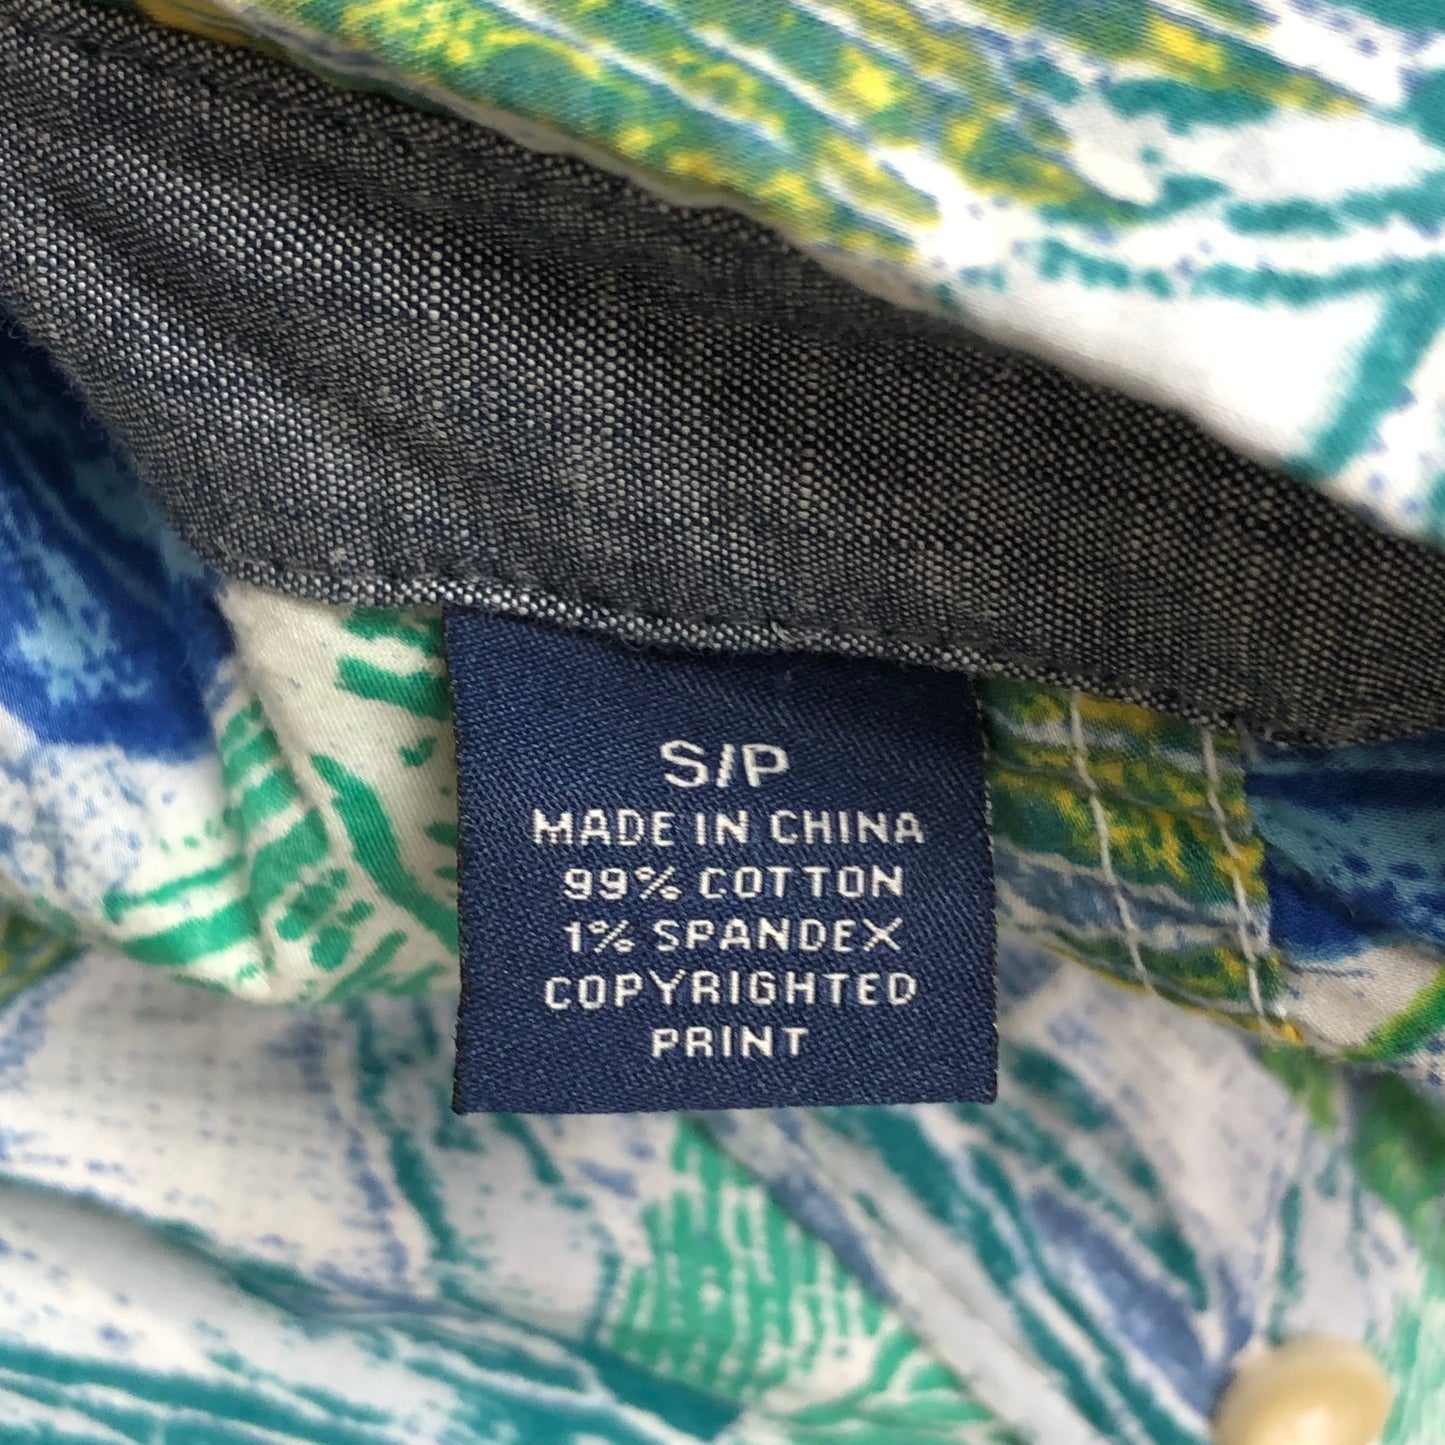 S/P
MADE IN CHINA
99% COTTON
1% SPANDEX
COPYRIGHTED
PRINT